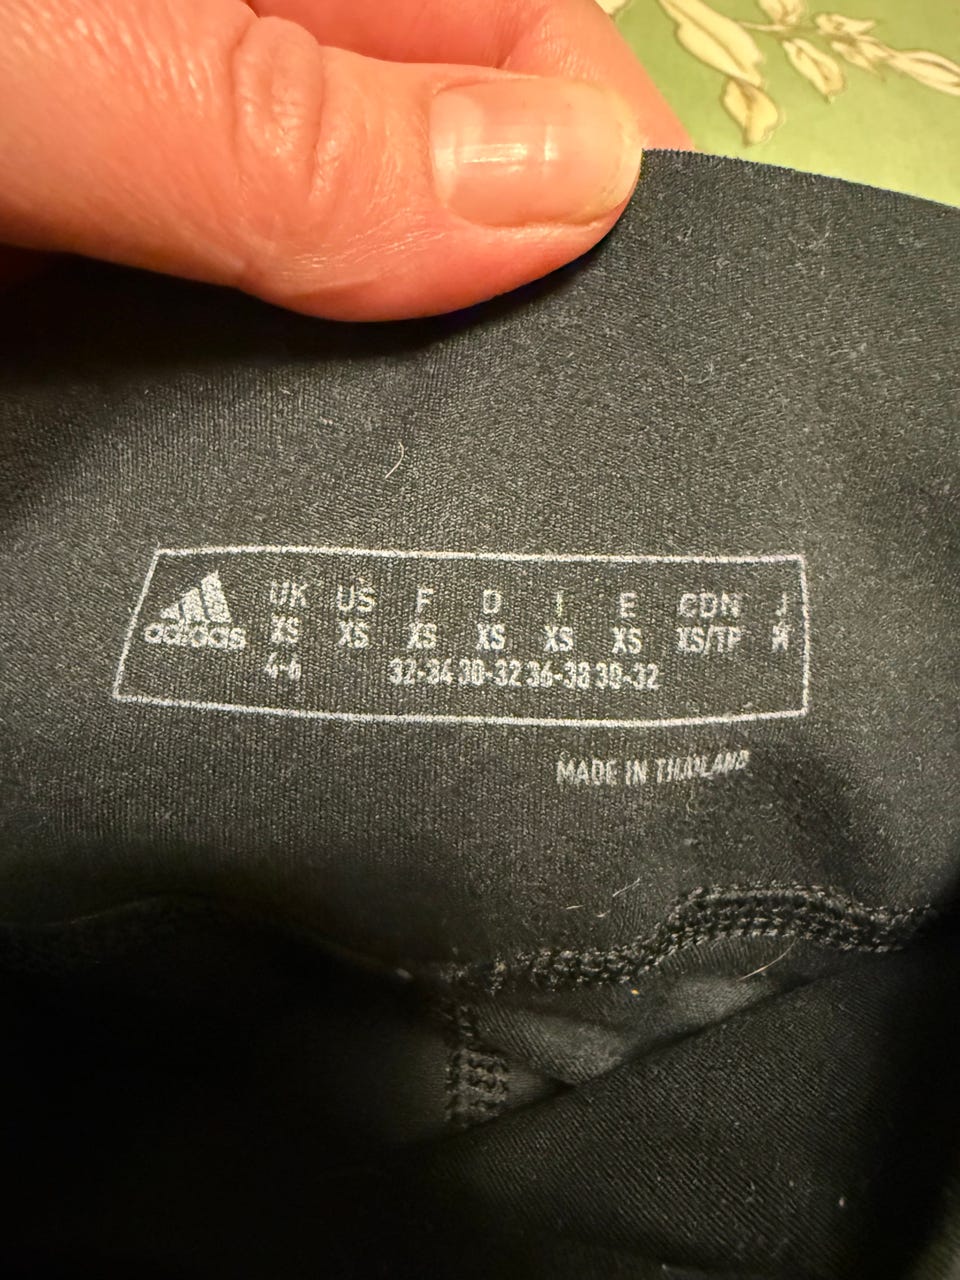 adidas
UK US F D I E CDN J
XS XS XS XS XS XS XS/TP M
4-6 32-34 30-32 36-38 30-32
MADE IN THAILAND